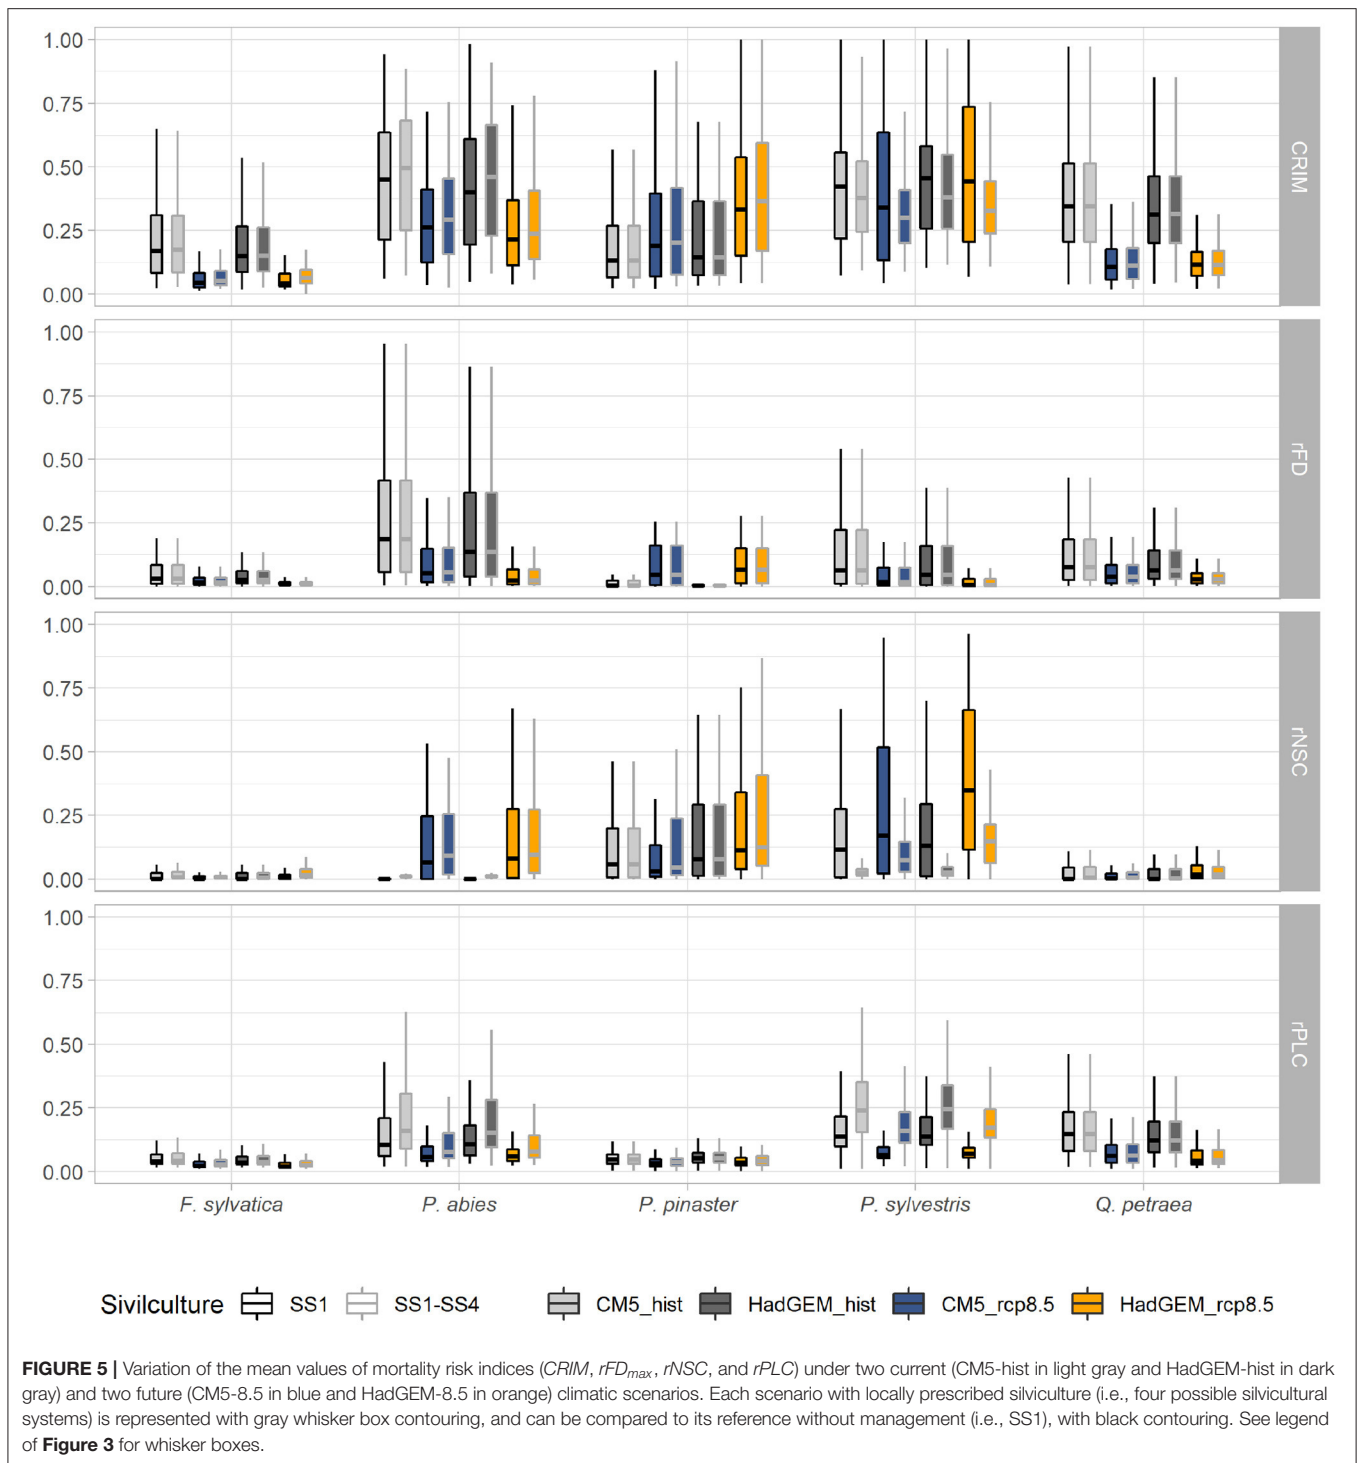 1.00
0.75
0.50
0.25
0.00
CRIM
1.00
0.75
0.50
0.25
0.00
rFD
1.00
0.75
0.50
0.25
0.00
rNSC
1.00
0.75
0.50
0.25
0.00
rPLC
F. sylvatica P. abies P. pinaster P. sylvestris Q. petraea
Sivilculture SS1 SS1-SS4 CM5_hist HadGEM_hist CM5_rcp8.5 HadGEM_rcp8.5
FIGURE 5 | Variation of the mean values of mortality risk indices (CRIM, rFDmax, rNSC, and rPLC) under two current (CM5-hist in light gray and HadGEM-hist in dark
gray) and two future (CM5-8.5 in blue and HadGEM-8.5 in orange) climatic scenarios. Each scenario with locally prescribed silviculture (i.e., four possible silvicultural
systems) is represented with gray whisker box contouring, and can be compared to its reference without management (i.e., SS1), with black contouring. See legend
of Figure 3 for whisker boxes.